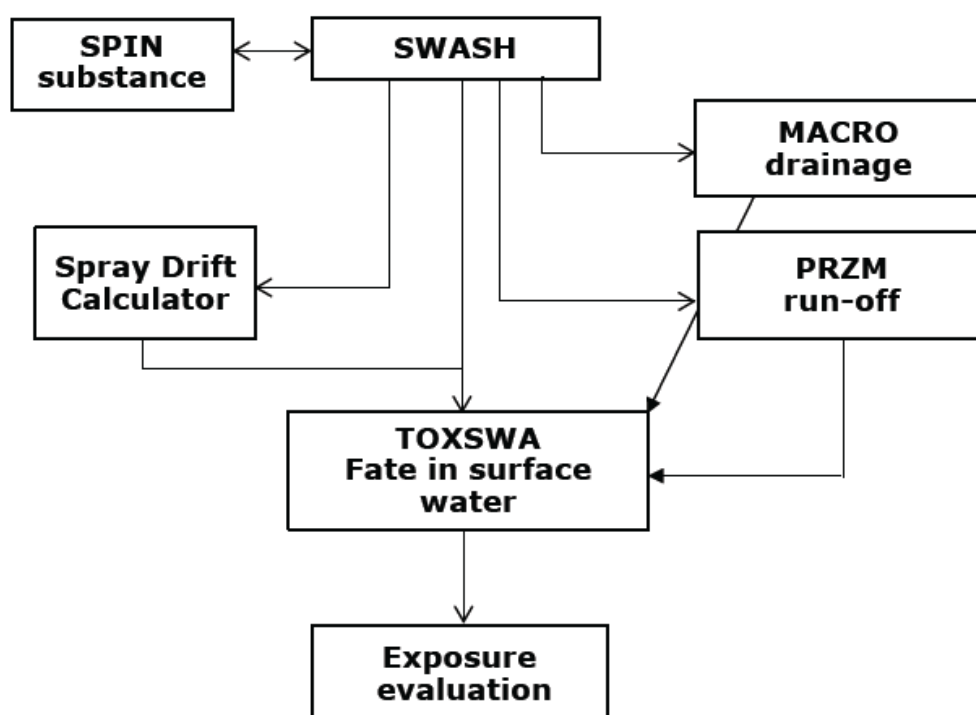 SPIN
substance
SWASH
MACRO
drainage
Spray Drift
Calculator
PRZM
run-off
TOXSWA
Fate in surface
water
Exposure
evaluation